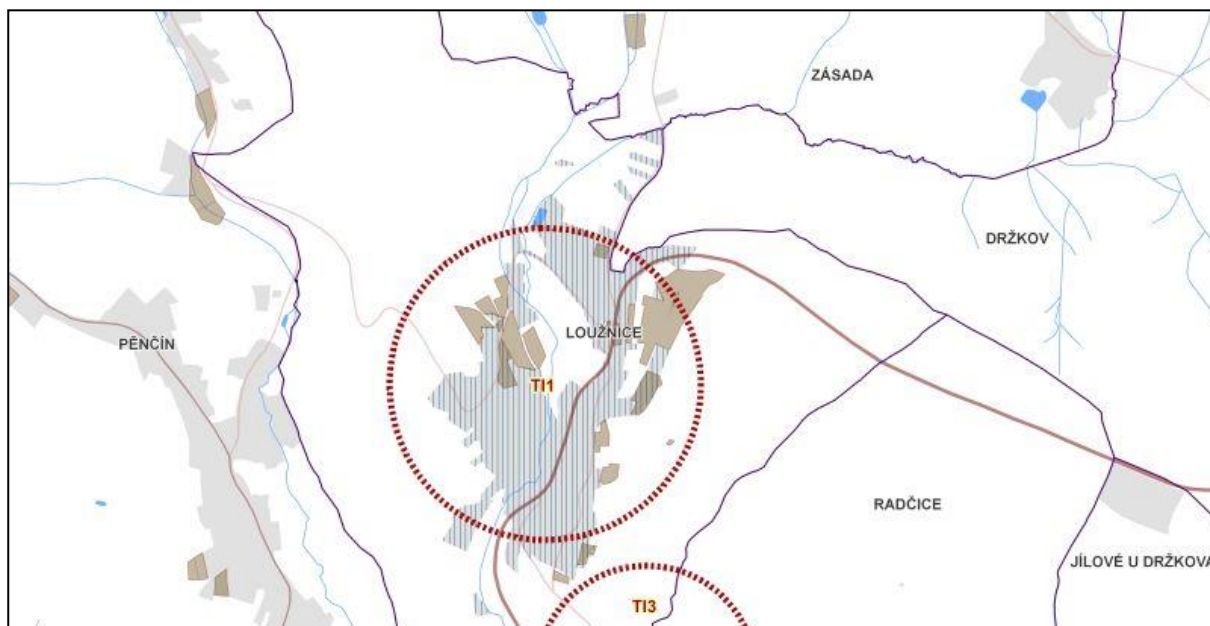 ZÁSADA
DRŽKOV
PĚNČÍN
LOUŽNICE
TI1
RADČICE
JÍLOVÉ U DRŽKOVA
TI3